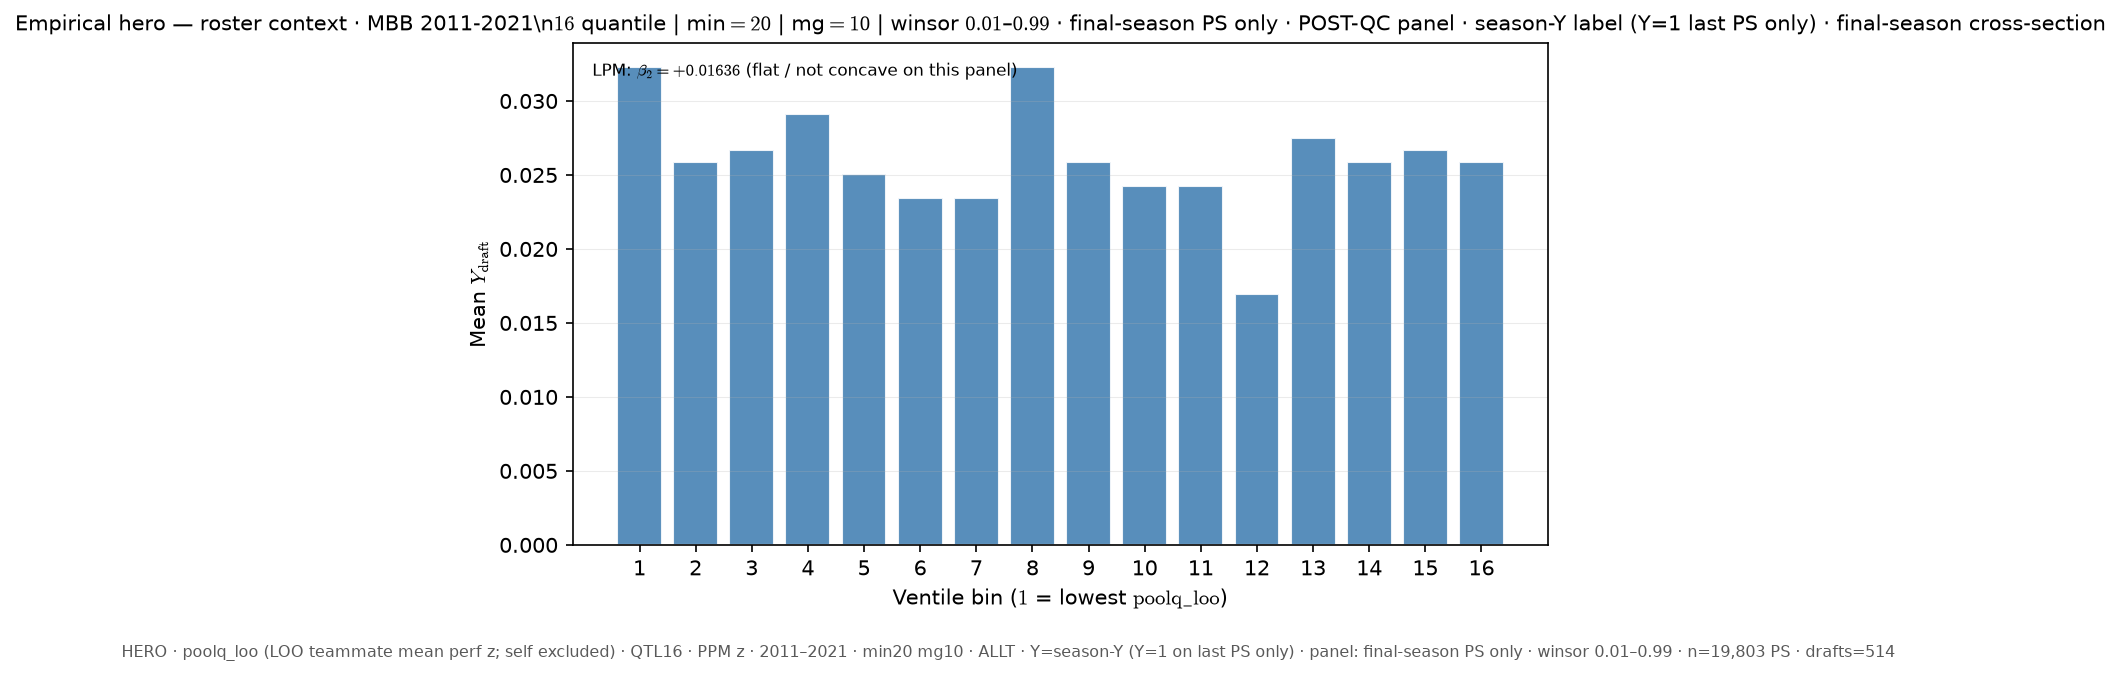 Empirical hero — roster context · MBB 2011-2021\n16 quantile | min = 20 | mg = 10 | winsor 0.01–0.99 · final-season PS only · POST-QC panel · season-Y label (Y=1 last PS only) · final-season cross-section
LPM: β₂ = +0.01636 (flat / not concave on this panel)
0.030
0.025
0.020
0.015
0.010
0.005
0.000
Mean Y_draft
1 2 3 4 5 6 7 8 9 10 11 12 13 14 15 16
Ventile bin (1 = lowest poolq_loo)
HERO · poolq_loo (LOO teammate mean perf z; self excluded) · QTL16 · PPM z · 2011–2021 · min20 mg10 · ALLT · Y=season-Y (Y=1 on last PS only) · panel: final-season PS only · winsor 0.01–0.99 · n=19,803 PS · drafts=514